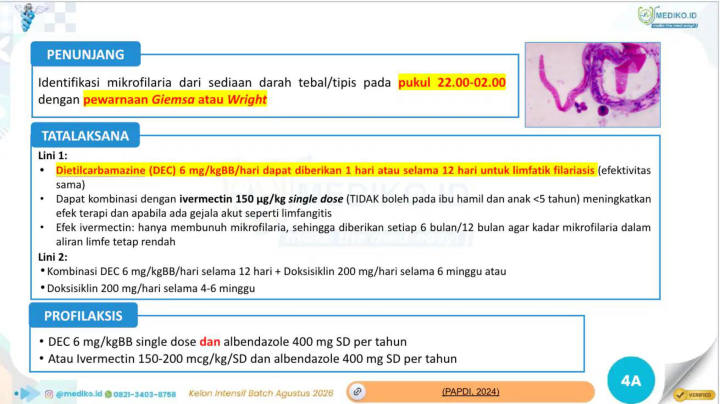 MEDIKO.ID
PENUNJANG
Identifikasi mikrofilaria dari sediaan darah tebal/tipis pada pukul 22.00-02.00
dengan pewarnaan Giemsa atau Wright
TATALAKSANA
Lini 1:
• Dietilcarbamazine (DEC) 6 mg/kgBB/hari dapat diberikan 1 hari atau selama 12 hari untuk limfatik filariasis (efektivitas
sama)
• Dapat kombinasi dengan ivermectin 150 µg/kg single dose (TIDAK boleh pada ibu hamil dan anak <5 tahun) meningkatkan
efek terapi dan apabila ada gejala akut seperti limfangitis
• Efek ivermectin: hanya membunuh mikrofilaria, sehingga diberikan setiap 6 bulan/12 bulan agar kadar mikrofilaria dalam
aliran limfe tetap rendah
Lini 2:
• Kombinasi DEC 6 mg/kgBB/hari selama 12 hari + Doksisiklin 200 mg/hari selama 6 minggu atau
• Doksisiklin 200 mg/hari selama 4-6 minggu
PROFILAKSIS
• DEC 6 mg/kgBB single dose dan albendazole 400 mg SD per tahun
• Atau Ivermectin 150-200 mcg/kg/SD dan albendazole 400 mg SD per tahun
4A
@mediko.id 0821-3403-8768 Kelon Intensif Batch Agustus 2026 (PAPDI, 2024)
VERIFIED